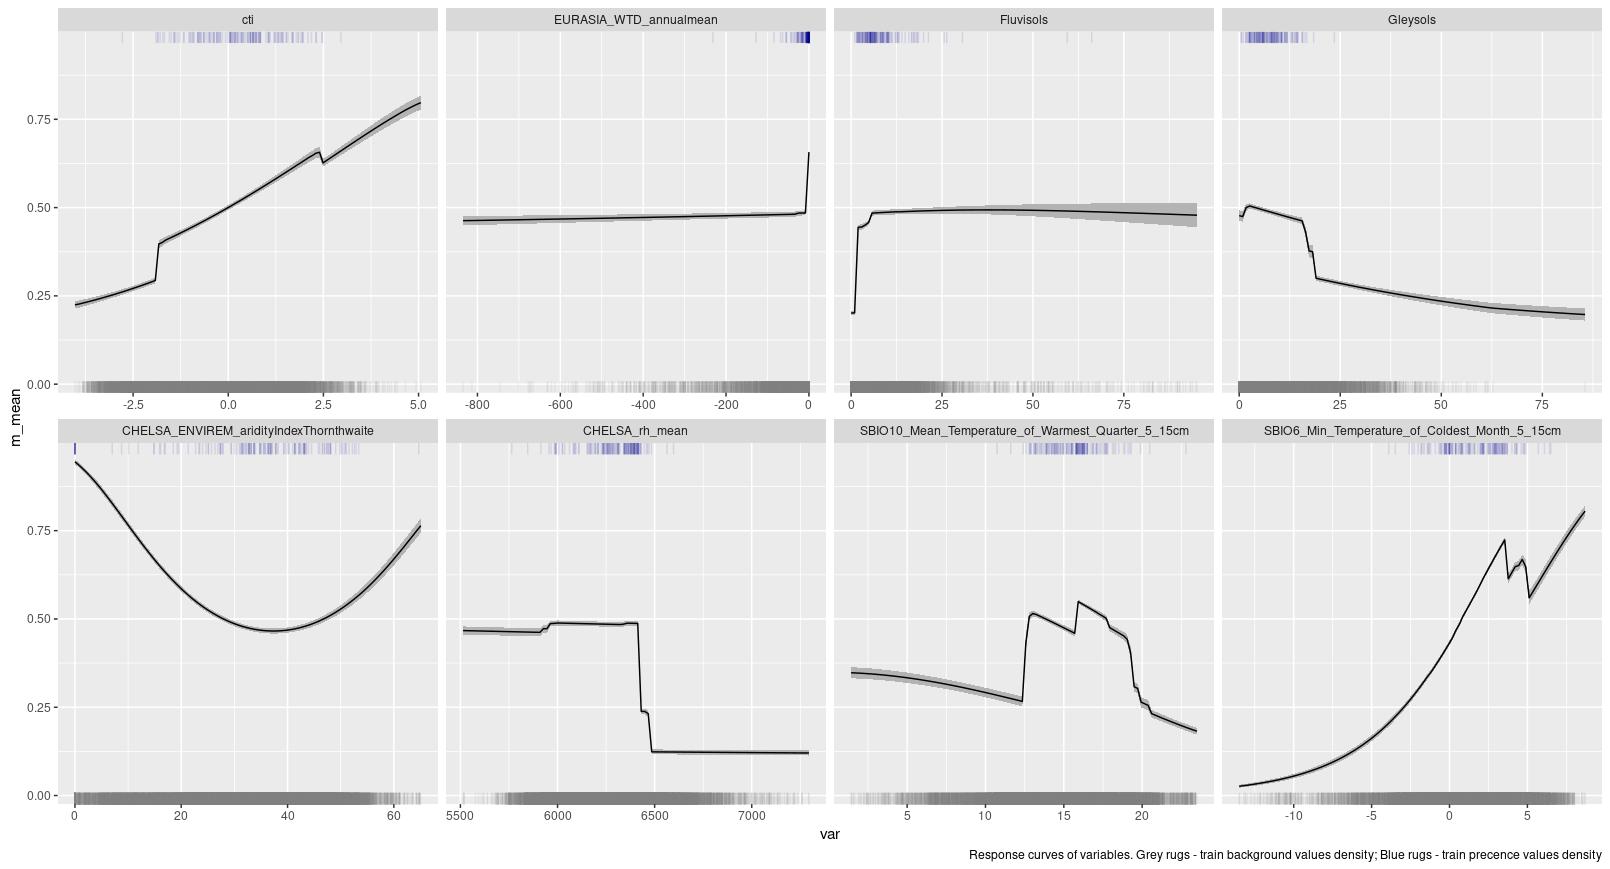 cti
EURASIA_WTD_annualmean
Fluvisols
Gleysols
0.75
0.50
0.25
0.00
-2.5 0.0 2.5 5.0
-800 -600 -400 -200 0
0 25 50 75
0 25 50 75
m_mean
CHELSA_ENVIREM_aridityIndexThornthwaite
CHELSA_rh_mean
SBIO10_Mean_Temperature_of_Warmest_Quarter_5_15cm
SBIO6_Min_Temperature_of_Coldest_Month_5_15cm
0.75
0.50
0.25
0.00
0 20 40 60
5500 6000 6500 7000
5 10 15 20
-10 -5 0 5
var
Response curves of variables. Grey rugs - train background values density; Blue rugs - train precence values density